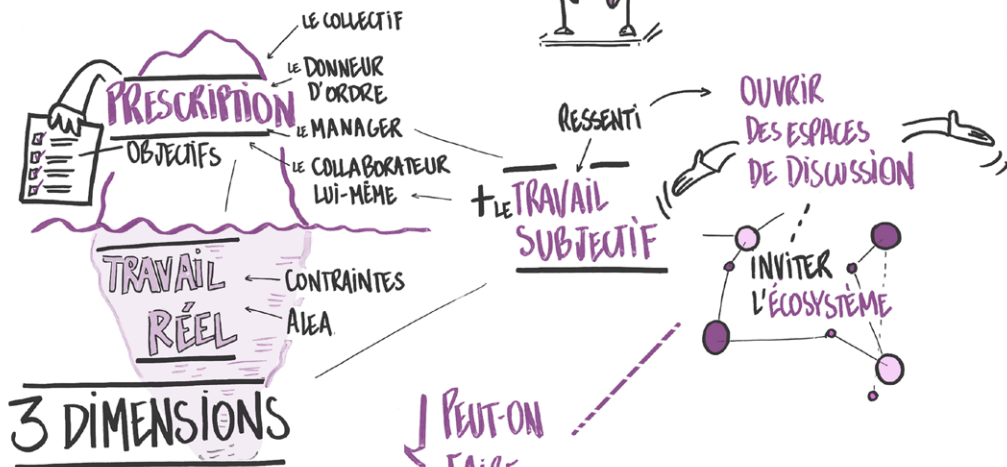 LE COLLECTIF
LE DONNEUR
D'ORDRE
PRESCRIPTION
LE MANAGER
OBJECTIFS
LE COLLABORATEUR
LUI-MÊME
RESSENTI
+ LE TRAVAIL
SUBJECTIF
OUVRIR
DES ESPACES
DE DISCUSSION
INVITER
L'ÉCOSYSTÈME
TRAVAIL
RÉEL
CONTRAINTES
ALEA
3 DIMENSIONS
PEUT-ON
FAIRE